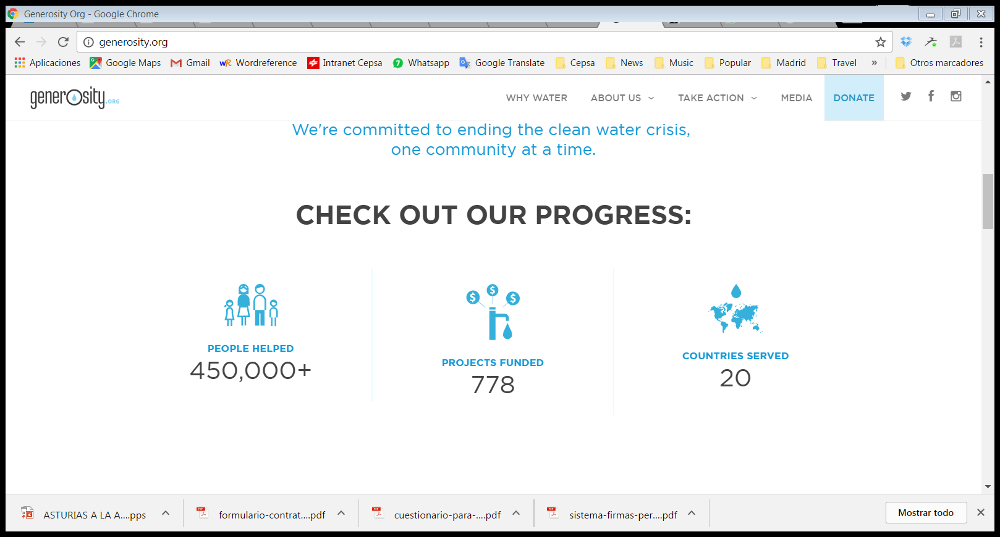 Generosity Org - Google Chrome
generosity.org
Aplicaciones Google Maps Gmail Wordreference Intranet Cepsa Whatsapp Google Translate Cepsa News Music Popular Madrid Travel » Otros marcadores
generosity.ORG WHY WATER ABOUT US TAKE ACTION MEDIA DONATE
We're committed to ending the clean water crisis,
one community at a time.
CHECK OUT OUR PROGRESS:
PEOPLE HELPED
450,000+
PROJECTS FUNDED
778
COUNTRIES SERVED
20
ASTURIAS A LA A....pps formulario-contrat....pdf cuestionario-para-....pdf sistema-firmas-per....pdf Mostrar todo